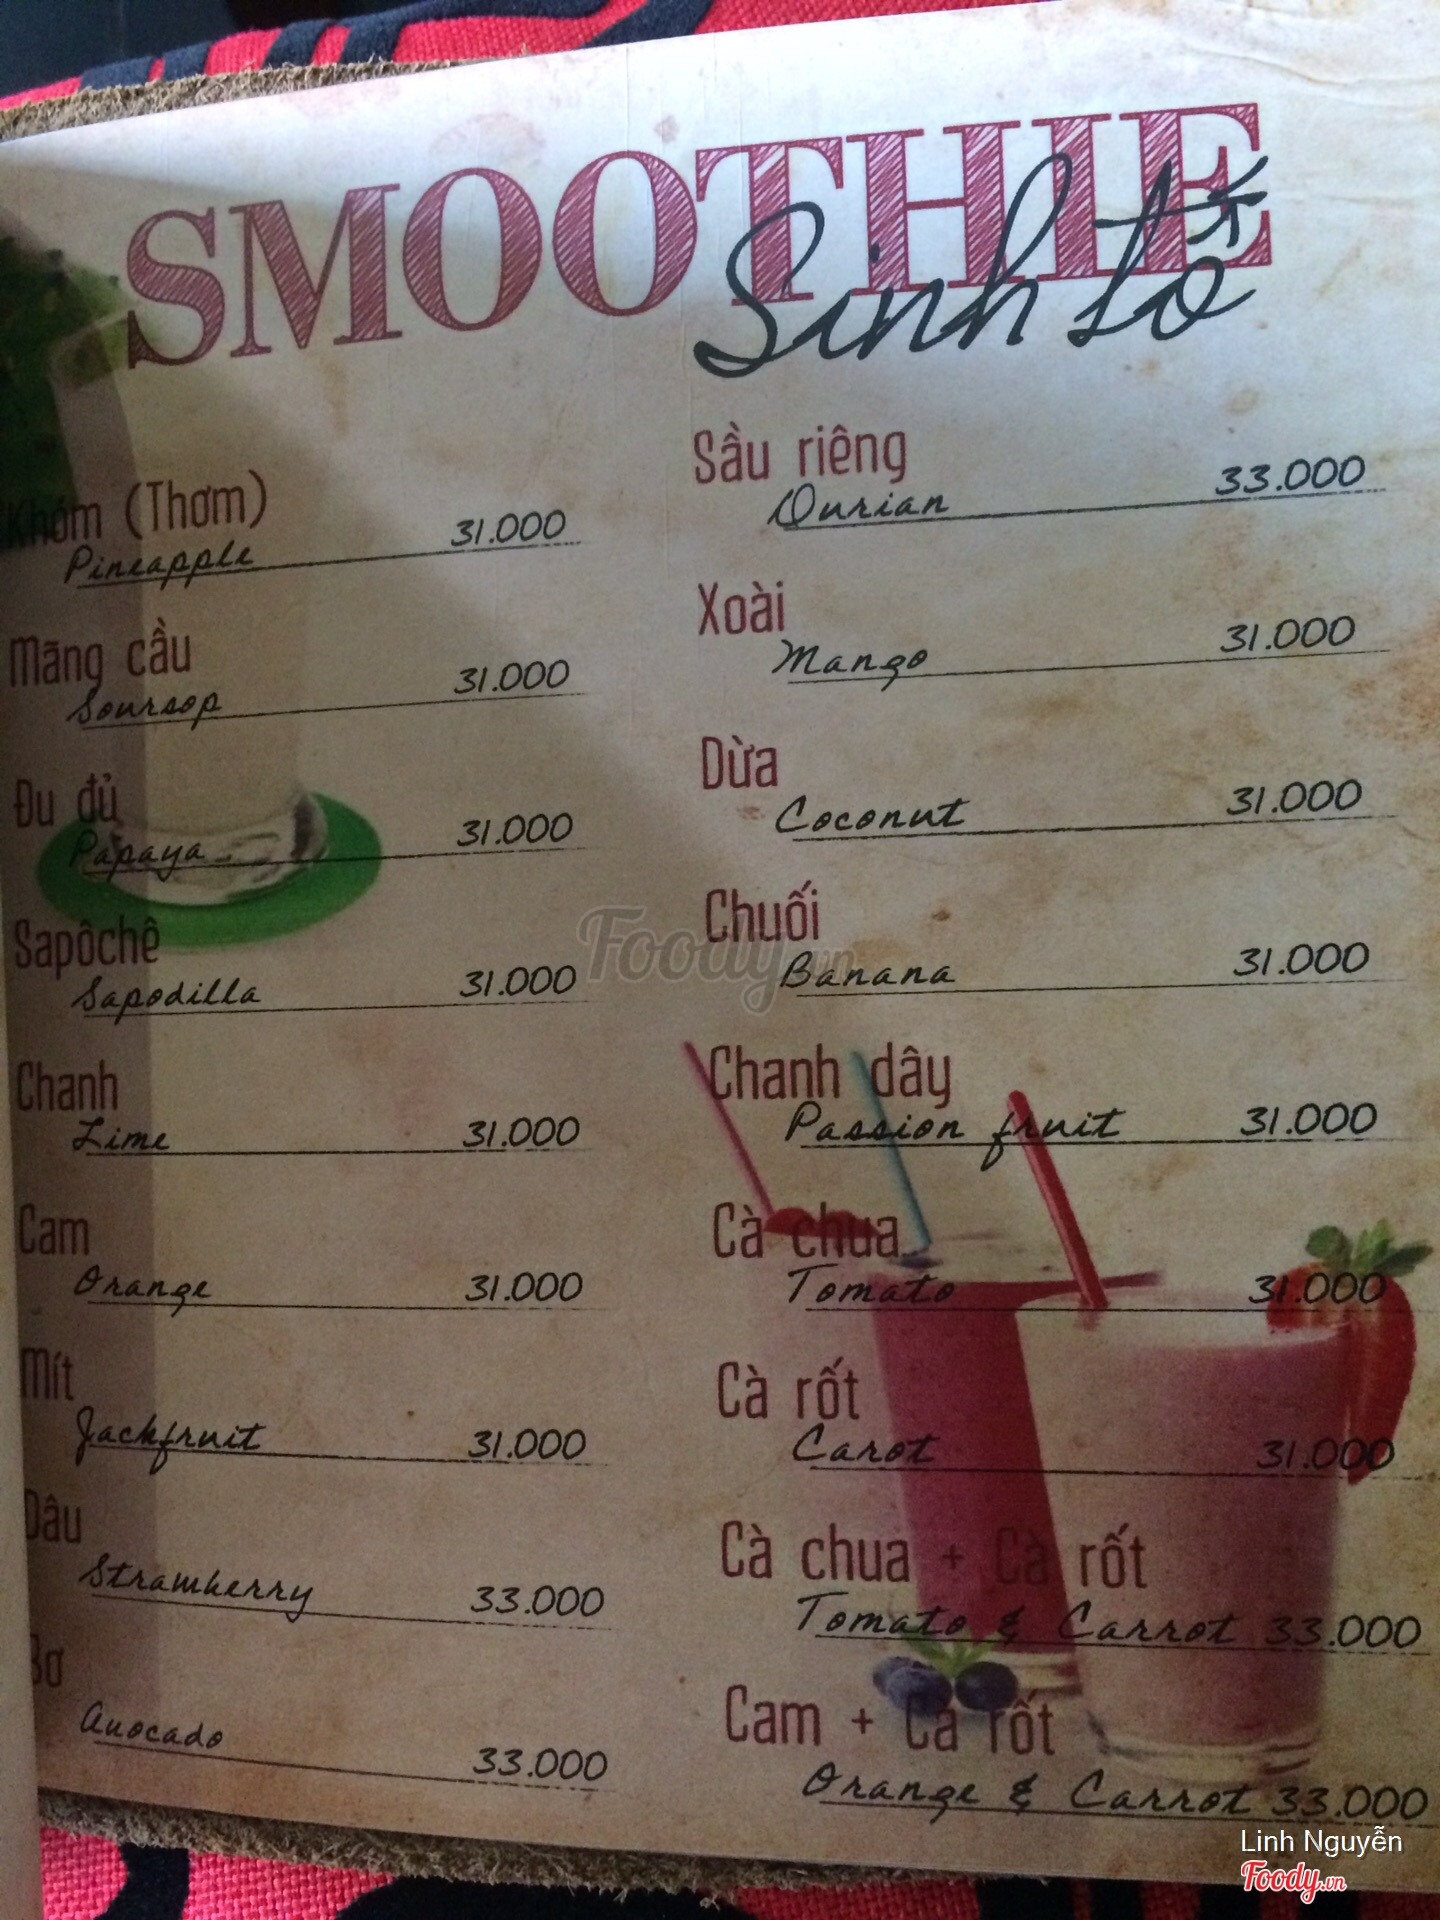 SMOOTHIE
Sinh tố
Khóm (Thơm)
Pineapple 31.000
Mãng cầu
Soursop 31.000
Đu đủ
Papaya 31.000
Sapôchê
Sapodilla 31.000
Chanh
Lime 31.000
Cam
Orange 31.000
Mít
Jackfruit 31.000
Dâu
Strawberry 33.000
Bơ
Avocado 33.000
Sầu riêng
Durian 33.000
Xoài
Mango 31.000
Dừa
Coconut 31.000
Chuối
Banana 31.000
Chanh dây
Passion fruit 31.000
Cà chua
Tomato 31.000
Cà rốt
Carot 31.000
Cà chua + Cà rốt
Tomato & Carrot 33.000
Cam + Cà rốt
Orange & Carrot 33.000
Foody.vn
Linh Nguyễn
Foody.vn